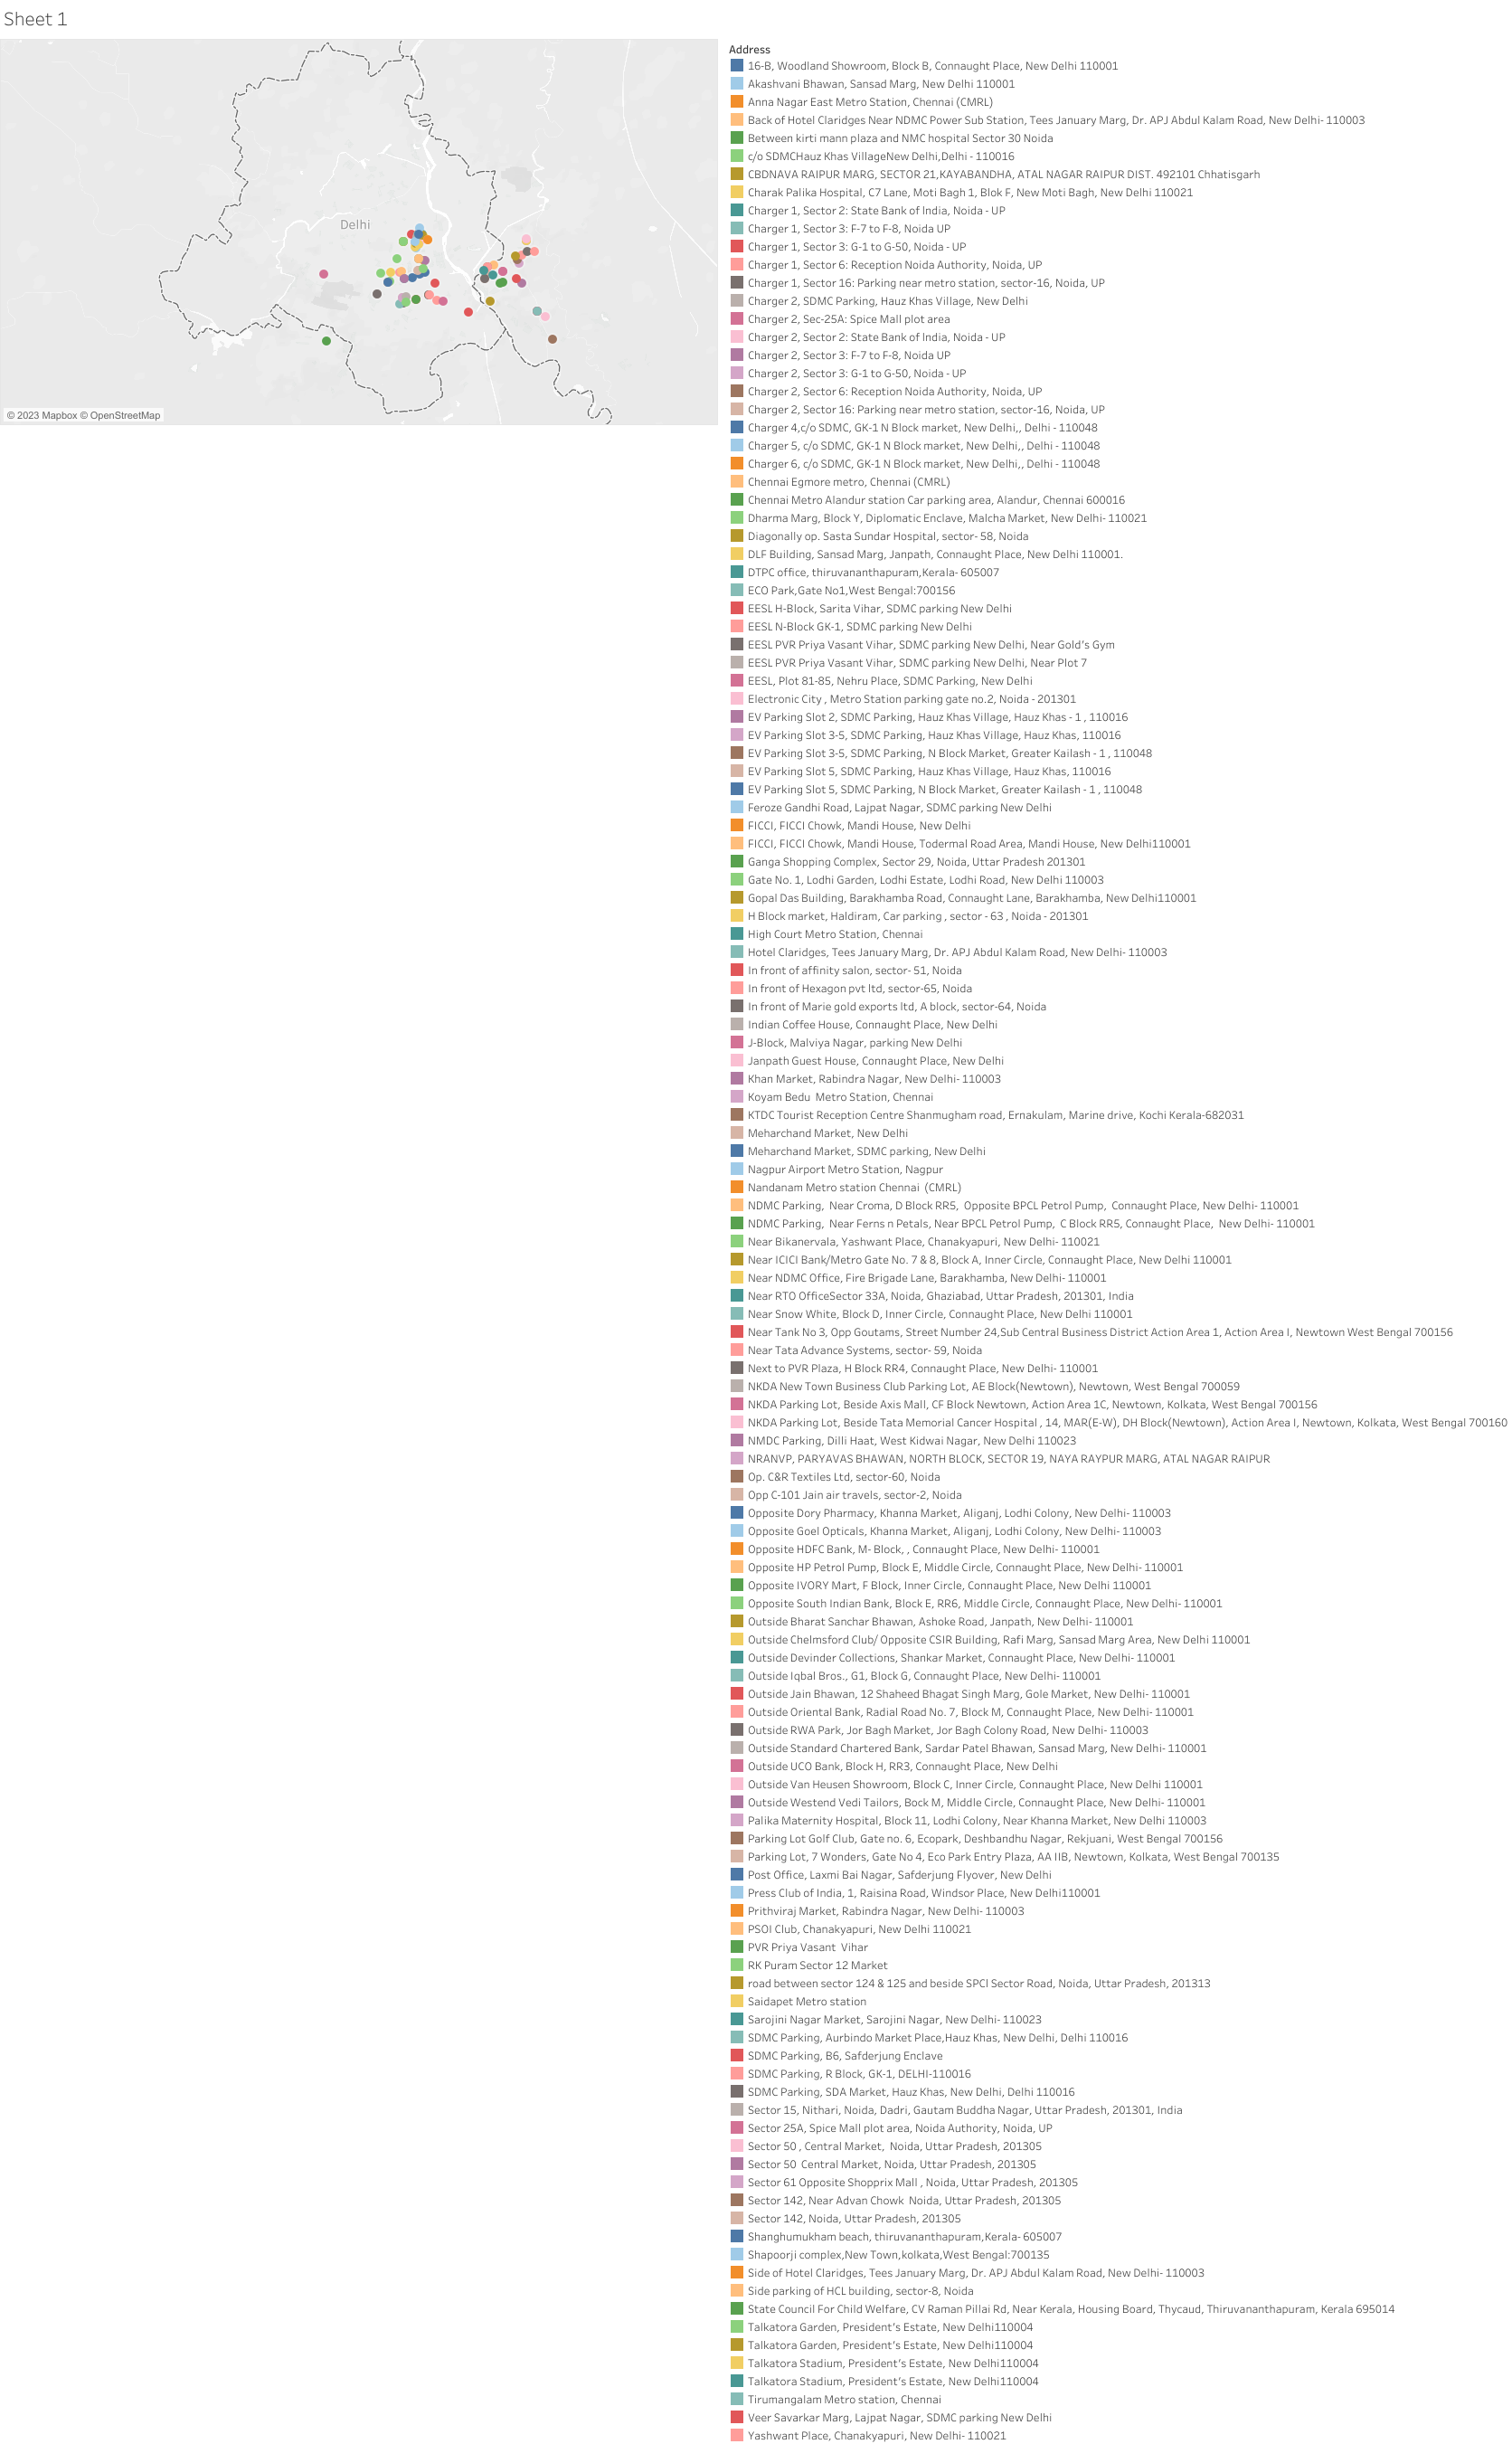 Sheet 1
Delhi
© 2023 Mapbox © OpenStreetMap
Address
16-B, Woodland Showroom, Block B, Connaught Place, New Delhi 110001
Akashvani Bhawan, Sansad Marg, New Delhi 110001
Anna Nagar East Metro Station, Chennai (CMRL)
Back of Hotel Claridges Near NDMC Power Sub Station, Tees January Marg, Dr. APJ Abdul Kalam Road, New Delhi- 110003
Between kirti mann plaza and NMC hospital Sector 30 Noida
c/o SDMCHauz Khas VillageNew Delhi,Delhi - 110016
CBDNAVA RAIPUR MARG, SECTOR 21,KAYABANDHA, ATAL NAGAR RAIPUR DIST. 492101 Chhatisgarh
Charak Palika Hospital, C7 Lane, Moti Bagh 1, Blok F, New Moti Bagh, New Delhi 110021
Charger 1, Sector 2: State Bank of India, Noida - UP
Charger 1, Sector 3: F-7 to F-8, Noida UP
Charger 1, Sector 3: G-1 to G-50, Noida - UP
Charger 1, Sector 6: Reception Noida Authority, Noida, UP
Charger 1, Sector 16: Parking near metro station, sector-16, Noida, UP
Charger 2, SDMC Parking, Hauz Khas Village, New Delhi
Charger 2, Sec-25A: Spice Mall plot area
Charger 2, Sector 2: State Bank of India, Noida - UP
Charger 2, Sector 3: F-7 to F-8, Noida UP
Charger 2, Sector 3: G-1 to G-50, Noida - UP
Charger 2, Sector 6: Reception Noida Authority, Noida, UP
Charger 2, Sector 16: Parking near metro station, sector-16, Noida, UP
Charger 4,c/o SDMC, GK-1 N Block market, New Delhi,, Delhi - 110048
Charger 5, c/o SDMC, GK-1 N Block market, New Delhi,, Delhi - 110048
Charger 6, c/o SDMC, GK-1 N Block market, New Delhi,, Delhi - 110048
Chennai Egmore metro, Chennai (CMRL)
Chennai Metro Alandur station Car parking area, Alandur, Chennai 600016
Dharma Marg, Block Y, Diplomatic Enclave, Malcha Market, New Delhi- 110021
Diagonally op. Sasta Sundar Hospital, sector- 58, Noida
DLF Building, Sansad Marg, Janpath, Connaught Place, New Delhi 110001.
DTPC office, thiruvananthapuram,Kerala- 605007
ECO Park,Gate No1,West Bengal:700156
EESL H-Block, Sarita Vihar, SDMC parking New Delhi
EESL N-Block GK-1, SDMC parking New Delhi
EESL PVR Priya Vasant Vihar, SDMC parking New Delhi, Near Gold's Gym
EESL PVR Priya Vasant Vihar, SDMC parking New Delhi, Near Plot 7
EESL, Plot 81-85, Nehru Place, SDMC Parking, New Delhi
Electronic City , Metro Station parking gate no.2, Noida - 201301
EV Parking Slot 2, SDMC Parking, Hauz Khas Village, Hauz Khas - 1 , 110016
EV Parking Slot 3-5, SDMC Parking, Hauz Khas Village, Hauz Khas, 110016
EV Parking Slot 3-5, SDMC Parking, N Block Market, Greater Kailash - 1 , 110048
EV Parking Slot 5, SDMC Parking, Hauz Khas Village, Hauz Khas, 110016
EV Parking Slot 5, SDMC Parking, N Block Market, Greater Kailash - 1 , 110048
Feroze Gandhi Road, Lajpat Nagar, SDMC parking New Delhi
FICCI, FICCI Chowk, Mandi House, New Delhi
FICCI, FICCI Chowk, Mandi House, Todermal Road Area, Mandi House, New Delhi110001
Ganga Shopping Complex, Sector 29, Noida, Uttar Pradesh 201301
Gate No. 1, Lodhi Garden, Lodhi Estate, Lodhi Road, New Delhi 110003
Gopal Das Building, Barakhamba Road, Connaught Lane, Barakhamba, New Delhi110001
H Block market, Haldiram, Car parking , sector - 63 , Noida - 201301
High Court Metro Station, Chennai
Hotel Claridges, Tees January Marg, Dr. APJ Abdul Kalam Road, New Delhi- 110003
In front of affinity salon, sector- 51, Noida
In front of Hexagon pvt ltd, sector-65, Noida
In front of Marie gold exports ltd, A block, sector-64, Noida
Indian Coffee House, Connaught Place, New Delhi
J-Block, Malviya Nagar, parking New Delhi
Janpath Guest House, Connaught Place, New Delhi
Khan Market, Rabindra Nagar, New Delhi- 110003
Koyam Bedu  Metro Station, Chennai
KTDC Tourist Reception Centre Shanmugham road, Ernakulam, Marine drive, Kochi Kerala-682031
Meharchand Market, New Delhi
Meharchand Market, SDMC parking, New Delhi
Nagpur Airport Metro Station, Nagpur
Nandanam Metro station Chennai  (CMRL)
NDMC Parking,  Near Croma, D Block RR5,  Opposite BPCL Petrol Pump,  Connaught Place, New Delhi- 110001
NDMC Parking,  Near Ferns n Petals, Near BPCL Petrol Pump,  C Block RR5, Connaught Place,  New Delhi- 110001
Near Bikanervala, Yashwant Place, Chanakyapuri, New Delhi- 110021
Near ICICI Bank/Metro Gate No. 7 & 8, Block A, Inner Circle, Connaught Place, New Delhi 110001
Near NDMC Office, Fire Brigade Lane, Barakhamba, New Delhi- 110001
Near RTO OfficeSector 33A, Noida, Ghaziabad, Uttar Pradesh, 201301, India
Near Snow White, Block D, Inner Circle, Connaught Place, New Delhi 110001
Near Tank No 3, Opp Goutams, Street Number 24,Sub Central Business District Action Area 1, Action Area I, Newtown West Bengal 700156
Near Tata Advance Systems, sector- 59, Noida
Next to PVR Plaza, H Block RR4, Connaught Place, New Delhi- 110001
NKDA New Town Business Club Parking Lot, AE Block(Newtown), Newtown, West Bengal 700059
NKDA Parking Lot, Beside Axis Mall, CF Block Newtown, Action Area 1C, Newtown, Kolkata, West Bengal 700156
NKDA Parking Lot, Beside Tata Memorial Cancer Hospital , 14, MAR(E-W), DH Block(Newtown), Action Area I, Newtown, Kolkata, West Bengal 700160
NMDC Parking, Dilli Haat, West Kidwai Nagar, New Delhi 110023
NRANVP, PARYAVAS BHAWAN, NORTH BLOCK, SECTOR 19, NAYA RAYPUR MARG, ATAL NAGAR RAIPUR
Op. C&R Textiles Ltd, sector-60, Noida
Opp C-101 Jain air travels, sector-2, Noida
Opposite Dory Pharmacy, Khanna Market, Aliganj, Lodhi Colony, New Delhi- 110003
Opposite Goel Opticals, Khanna Market, Aliganj, Lodhi Colony, New Delhi- 110003
Opposite HDFC Bank, M- Block, , Connaught Place, New Delhi- 110001
Opposite HP Petrol Pump, Block E, Middle Circle, Connaught Place, New Delhi- 110001
Opposite IVORY Mart, F Block, Inner Circle, Connaught Place, New Delhi 110001
Opposite South Indian Bank, Block E, RR6, Middle Circle, Connaught Place, New Delhi- 110001
Outside Bharat Sanchar Bhawan, Ashoke Road, Janpath, New Delhi- 110001
Outside Chelmsford Club/ Opposite CSIR Building, Rafi Marg, Sansad Marg Area, New Delhi 110001
Outside Devinder Collections, Shankar Market, Connaught Place, New Delhi- 110001
Outside Iqbal Bros., G1, Block G, Connaught Place, New Delhi- 110001
Outside Jain Bhawan, 12 Shaheed Bhagat Singh Marg, Gole Market, New Delhi- 110001
Outside Oriental Bank, Radial Road No. 7, Block M, Connaught Place, New Delhi- 110001
Outside RWA Park, Jor Bagh Market, Jor Bagh Colony Road, New Delhi- 110003
Outside Standard Chartered Bank, Sardar Patel Bhawan, Sansad Marg, New Delhi- 110001
Outside UCO Bank, Block H, RR3, Connaught Place, New Delhi
Outside Van Heusen Showroom, Block C, Inner Circle, Connaught Place, New Delhi 110001
Outside Westend Vedi Tailors, Bock M, Middle Circle, Connaught Place, New Delhi- 110001
Palika Maternity Hospital, Block 11, Lodhi Colony, Near Khanna Market, New Delhi 110003
Parking Lot Golf Club, Gate no. 6, Ecopark, Deshbandhu Nagar, Rekjuani, West Bengal 700156
Parking Lot, 7 Wonders, Gate No 4, Eco Park Entry Plaza, AA IIB, Newtown, Kolkata, West Bengal 700135
Post Office, Laxmi Bai Nagar, Safderjung Flyover, New Delhi
Press Club of India, 1, Raisina Road, Windsor Place, New Delhi110001
Prithviraj Market, Rabindra Nagar, New Delhi- 110003
PSOI Club, Chanakyapuri, New Delhi 110021
PVR Priya Vasant  Vihar
RK Puram Sector 12 Market
road between sector 124 & 125 and beside SPCI Sector Road, Noida, Uttar Pradesh, 201313
Saidapet Metro station
Sarojini Nagar Market, Sarojini Nagar, New Delhi- 110023
SDMC Parking, Aurbindo Market Place,Hauz Khas, New Delhi, Delhi 110016
SDMC Parking, B6, Safderjung Enclave
SDMC Parking, R Block, GK-1, DELHI-110016
SDMC Parking, SDA Market, Hauz Khas, New Delhi, Delhi 110016
Sector 15, Nithari, Noida, Dadri, Gautam Buddha Nagar, Uttar Pradesh, 201301, India
Sector 25A, Spice Mall plot area, Noida Authority, Noida, UP
Sector 50 , Central Market,  Noida, Uttar Pradesh, 201305
Sector 50  Central Market, Noida, Uttar Pradesh, 201305
Sector 61 Opposite Shopprix Mall , Noida, Uttar Pradesh, 201305
Sector 142, Near Advan Chowk  Noida, Uttar Pradesh, 201305
Sector 142, Noida, Uttar Pradesh, 201305
Shanghumukham beach, thiruvananthapuram,Kerala- 605007
Shapoorji complex,New Town,kolkata,West Bengal:700135
Side of Hotel Claridges, Tees January Marg, Dr. APJ Abdul Kalam Road, New Delhi- 110003
Side parking of HCL building, sector-8, Noida
State Council For Child Welfare, CV Raman Pillai Rd, Near Kerala, Housing Board, Thycaud, Thiruvananthapuram, Kerala 695014
Talkatora Garden, President's Estate, New Delhi110004
Talkatora Garden, President's Estate, New Delhi110004
Talkatora Stadium, President's Estate, New Delhi110004
Talkatora Stadium, President's Estate, New Delhi110004
Tirumangalam Metro station, Chennai
Veer Savarkar Marg, Lajpat Nagar, SDMC parking New Delhi
Yashwant Place, Chanakyapuri, New Delhi- 110021